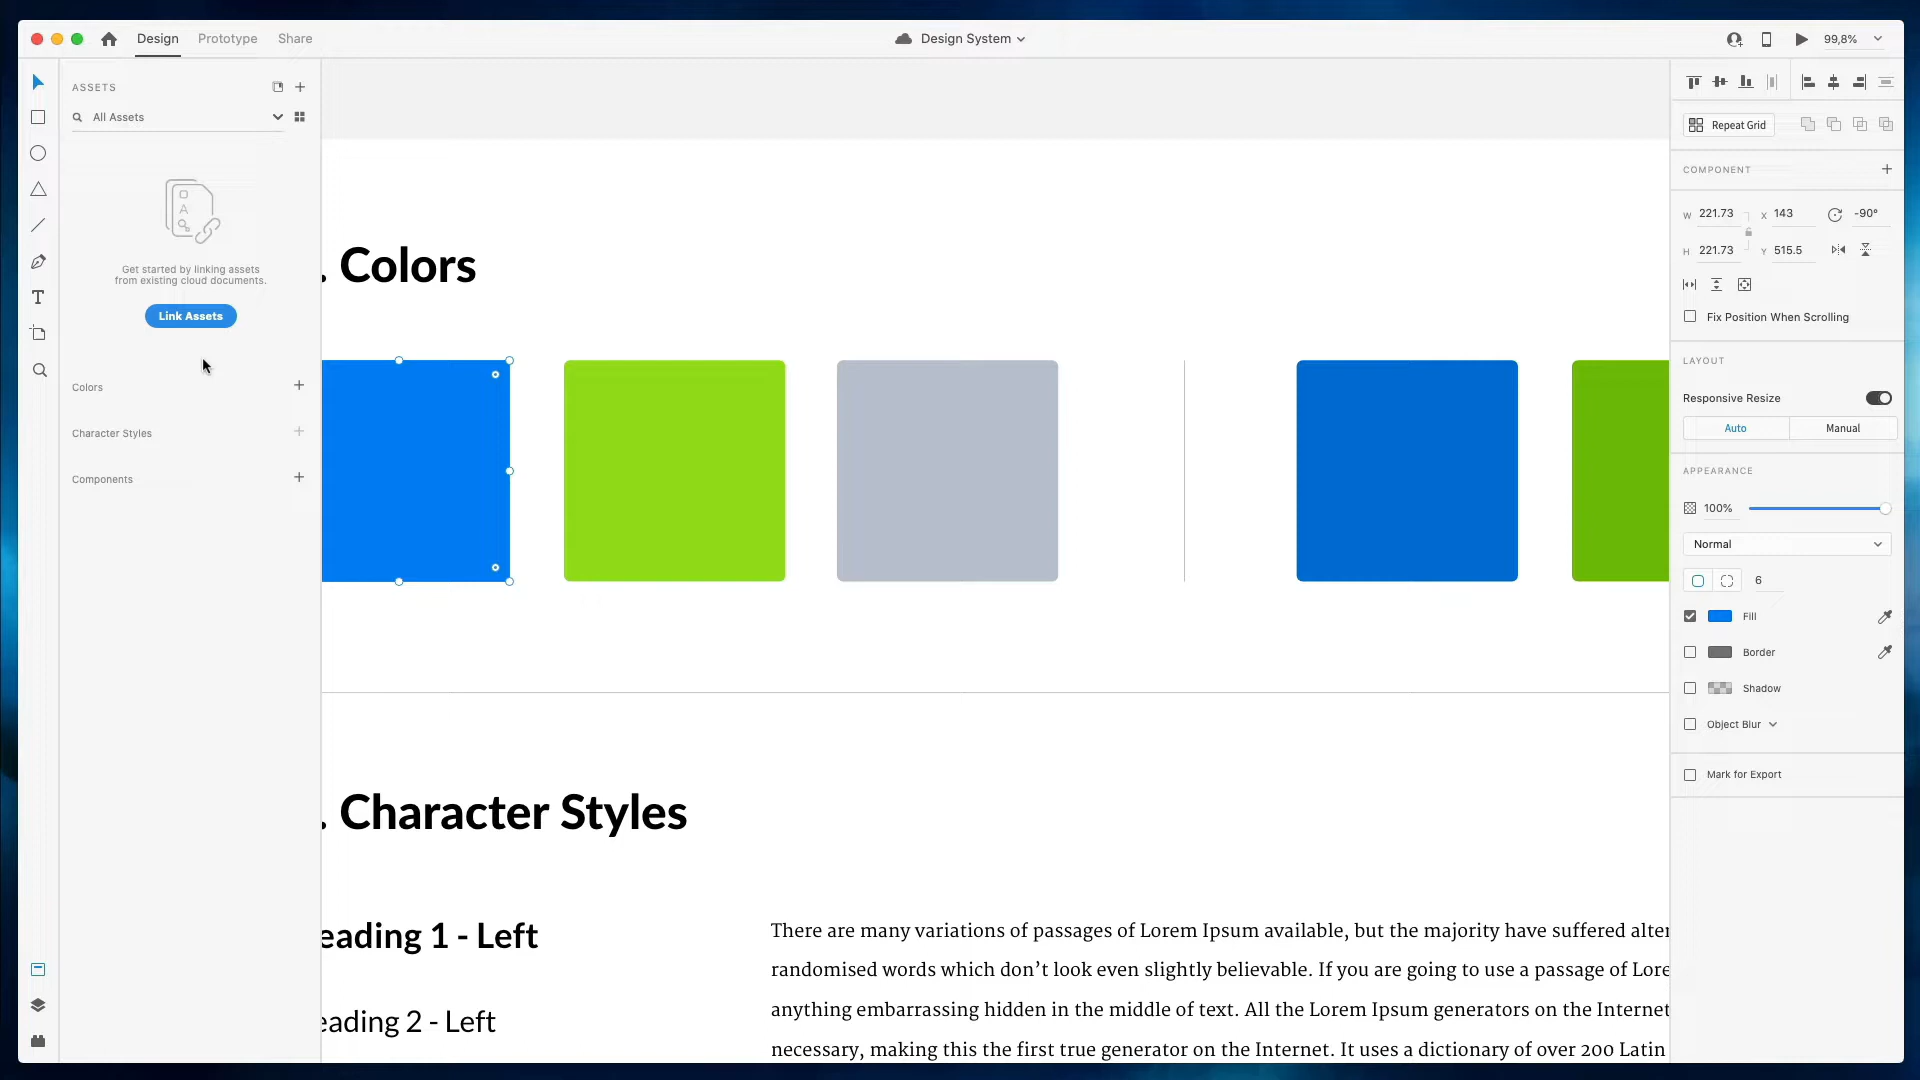 Design
Prototype
Share
Design System
99,8%
ASSETS
All Assets
Get started by linking assets
from existing cloud documents.
Link Assets
Colors
Character Styles
Components
. Colors
. Character Styles
eading 1 - Left
eading 2 - Left
There are many variations of passages of Lorem Ipsum available, but the majority have suffered alter
randomised words which don’t look even slightly believable. If you are going to use a passage of Lore
anything embarrassing hidden in the middle of text. All the Lorem Ipsum generators on the Internet
necessary, making this the first true generator on the Internet. It uses a dictionary of over 200 Latin
Repeat Grid
COMPONENT
W 221.73 X 143 -90°
H 221.73 Y 515.5
Fix Position When Scrolling
LAYOUT
Responsive Resize
Auto Manual
APPEARANCE
100%
Normal
6
Fill
Border
Shadow
Object Blur
Mark for Export